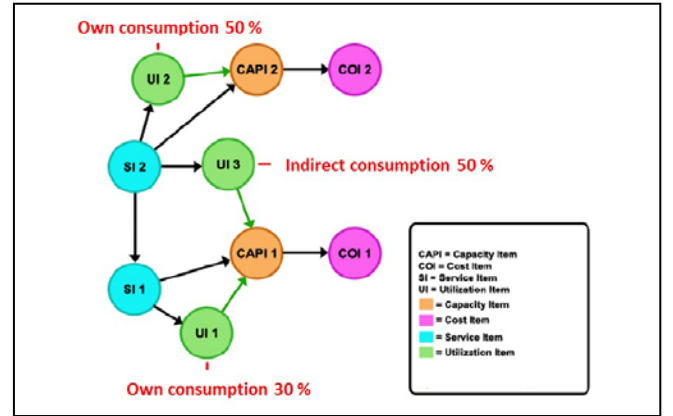 Own consumption 50 %
UI 2
CAPI 2
COI 2
SI 2
UI 3
Indirect consumption 50 %
CAPI 1
COI 1
SI 1
UI 1
Own consumption 30 %
CAPI = Capacity Item
COI = Cost Item
SI = Service Item
UI = Utilization Item
= Capacity Item
= Cost Item
= Service Item
= Utilization Item